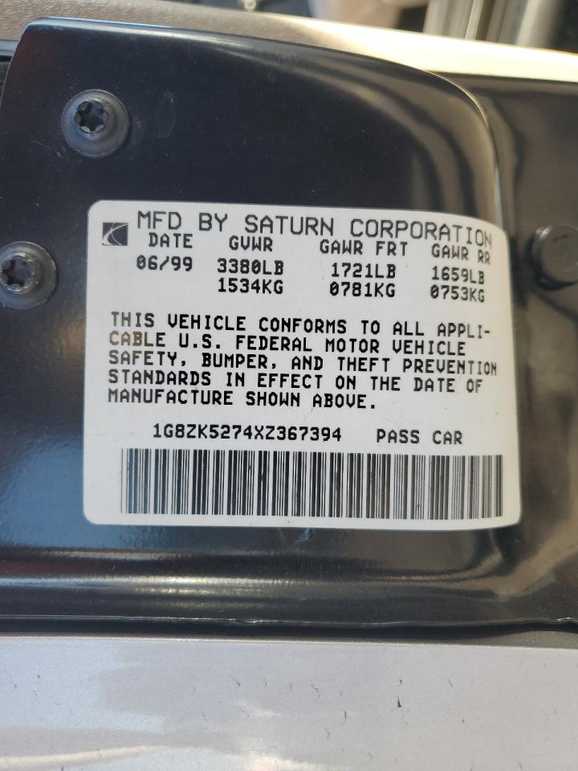 MFD BY SATURN CORPORATION
DATE GVWR GAWR FRT GAWR RR
06/99 3380LB 1721LB 1659LB
1534KG 0781KG 0753KG
THIS VEHICLE CONFORMS TO ALL APPLI-
CABLE U.S. FEDERAL MOTOR VEHICLE
SAFETY, BUMPER, AND THEFT PREVENTION
STANDARDS IN EFFECT ON THE DATE OF
MANUFACTURE SHOWN ABOVE.
1G8ZK5274XZ367394 PASS CAR